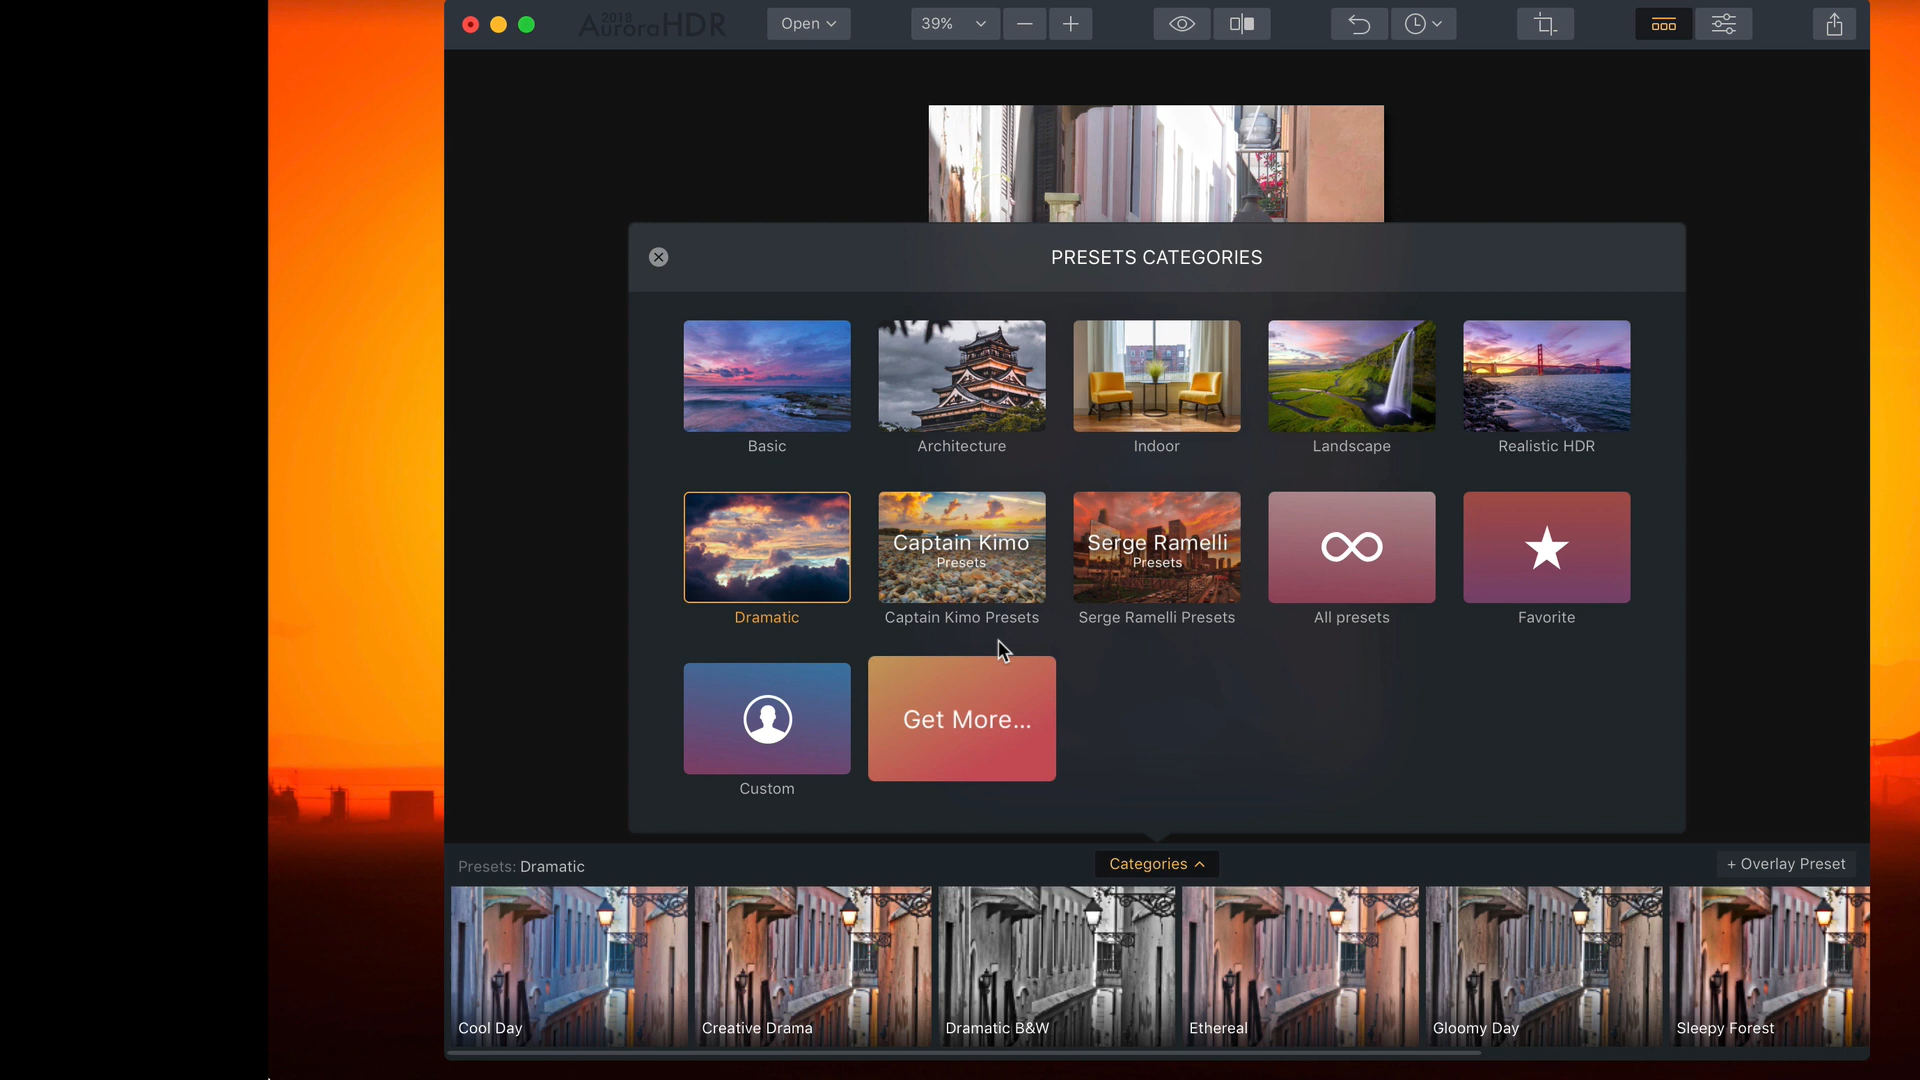 2018
AuroraHDR
Open
39%
PRESETS CATEGORIES
Basic
Architecture
Indoor
Landscape
Realistic HDR
Captain Kimo
Presets
Serge Ramelli
Presets
Dramatic
Captain Kimo Presets
Serge Ramelli Presets
All presets
Favorite
Get More...
Custom
Presets: Dramatic
Categories
+ Overlay Preset
Cool Day
Creative Drama
Dramatic B&W
Ethereal
Gloomy Day
Sleepy Forest